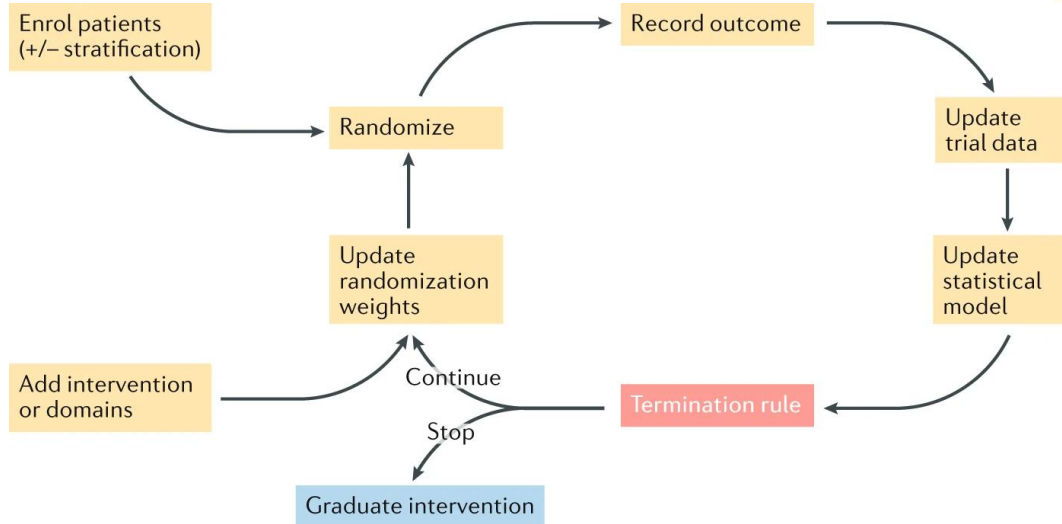 Enrol patients
(+/– stratification)
Record outcome
Randomize
Update
trial data
Update
randomization
weights
Update
statistical
model
Add intervention
or domains
Continue
Termination rule
Stop
Graduate intervention